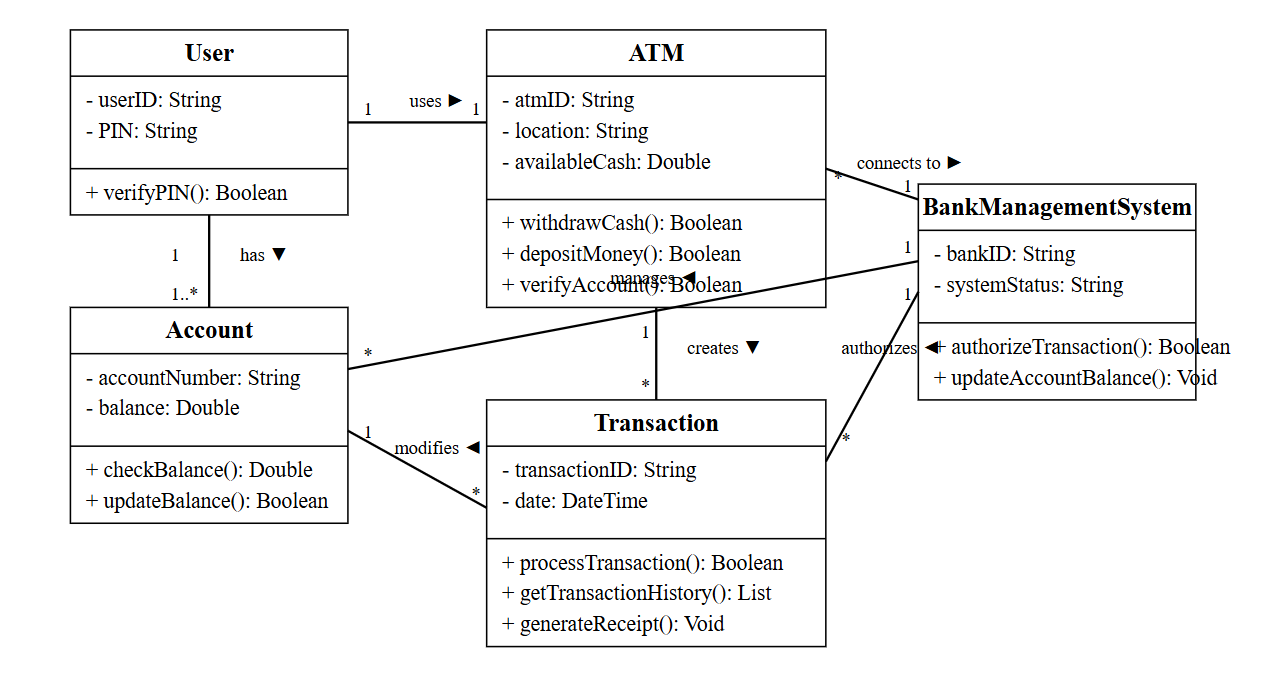 User
- userID: String
- PIN: String
+ verifyPIN(): Boolean
1
uses ►
1
ATM
- atmID: String
- location: String
- availableCash: Double
+ withdrawCash(): Boolean
+ depositMoney(): Boolean
+ verifyAccount(): Boolean
connects to ►
*
1
BankManagementSystem
- bankID: String
- systemStatus: String
+ authorizeTransaction(): Boolean
+ updateAccountBalance(): Void
1
has ▼
1..*
manages ◄
1
*
Account
- accountNumber: String
- balance: Double
+ checkBalance(): Double
+ updateBalance(): Boolean
1
creates ▼
*
1
authorizes ◄
*
1
modifies ◄
*
Transaction
- transactionID: String
- date: DateTime
+ processTransaction(): Boolean
+ getTransactionHistory(): List
+ generateReceipt(): Void